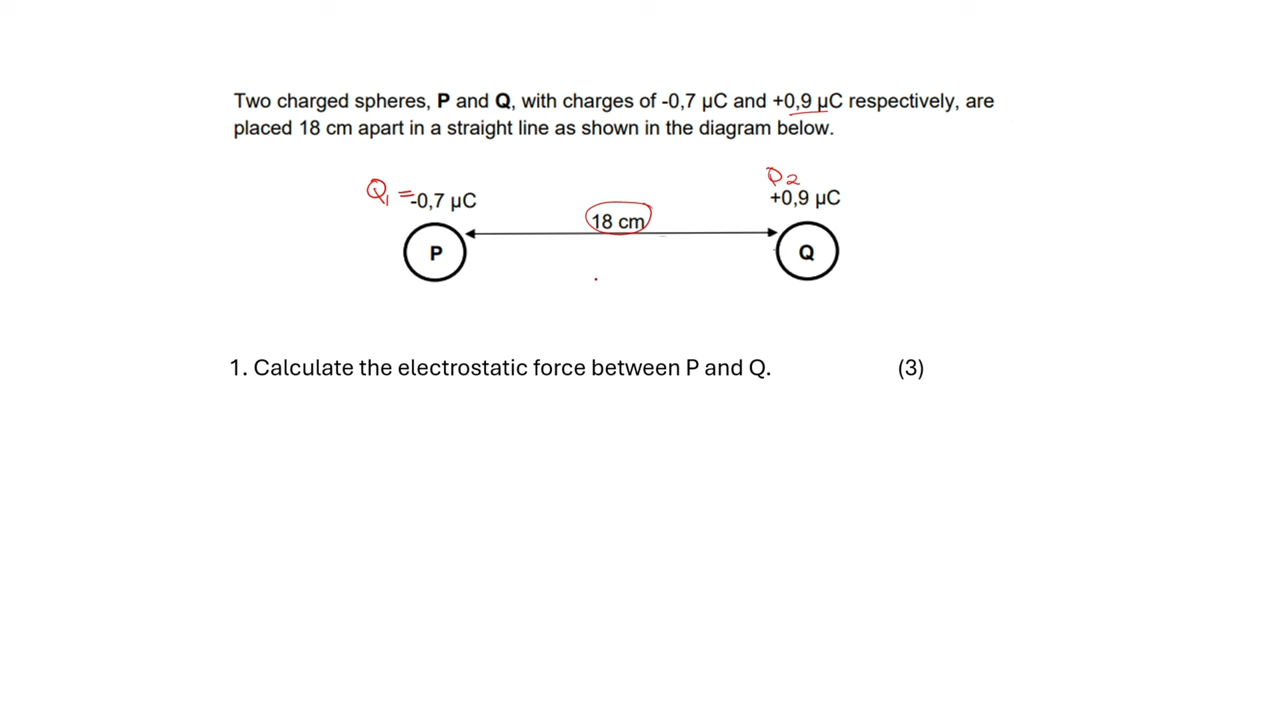 Two charged spheres, P and Q, with charges of -0,7 µC and +0,9 µC respectively, are
placed 18 cm apart in a straight line as shown in the diagram below.
Q₁ = -0,7 µC
Q2
+0,9 µC
18 cm
P
Q
1. Calculate the electrostatic force between P and Q. (3)